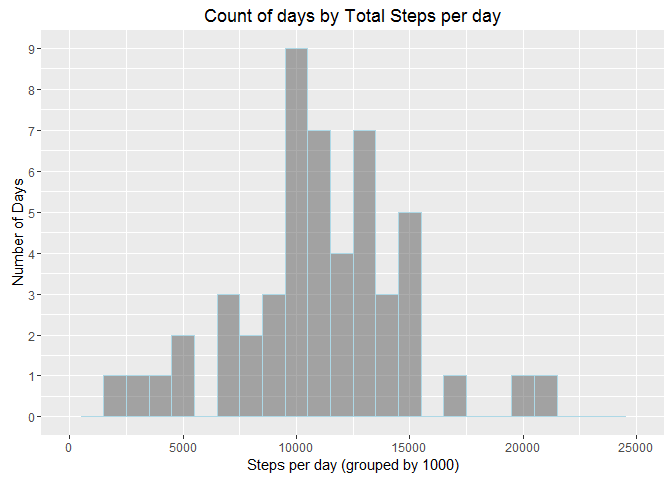 Count of days by Total Steps per day
Number of Days
9
8
7
6
5
4
3
2
1
0
0 5000 10000 15000 20000 25000
Steps per day (grouped by 1000)